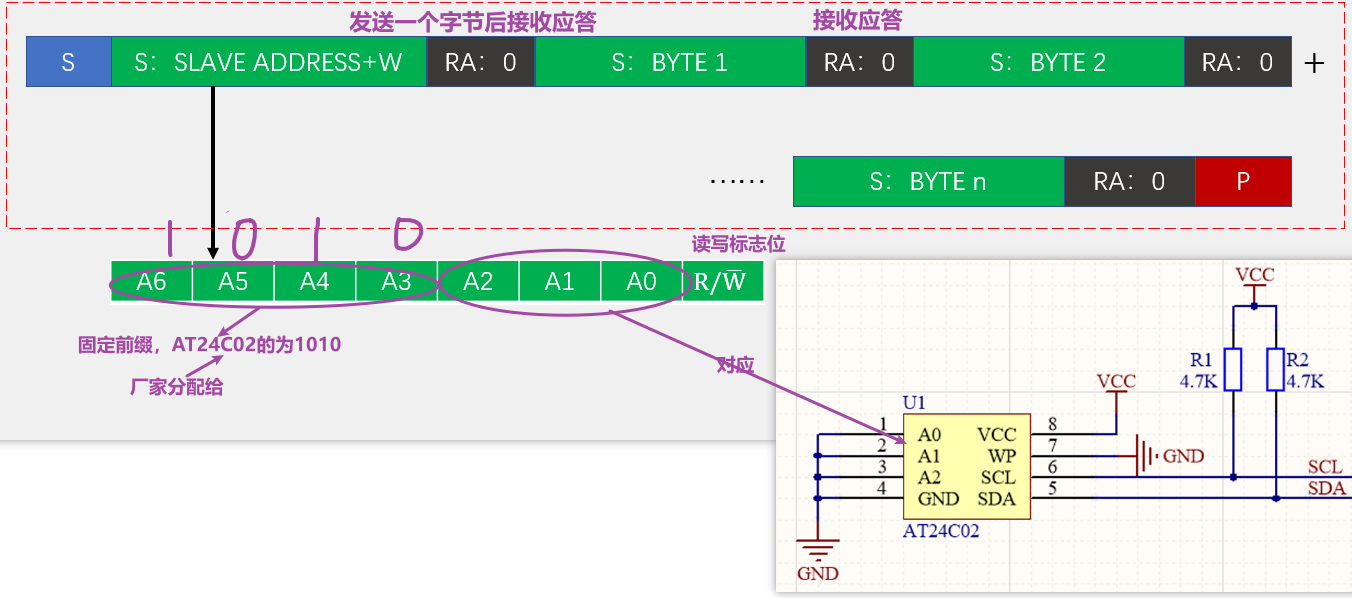 发送一个字节后接收应答
接收应答
S
S: SLAVE ADDRESS+W
RA: 0
S: BYTE 1
RA: 0
S: BYTE 2
RA: 0
+
……
S: BYTE n
RA: 0
P
1 0 1 0
读写标志位
A6 A5 A4 A3 A2 A1 A0 R/W̅
固定前缀，AT24C02的为1010
厂家分配给
对应
VCC
R1
4.7K
R2
4.7K
VCC
U1
1 A0 VCC 8
2 A1 WP 7
3 A2 SCL 6
4 GND SDA 5
GND
SCL
SDA
AT24C02
GND